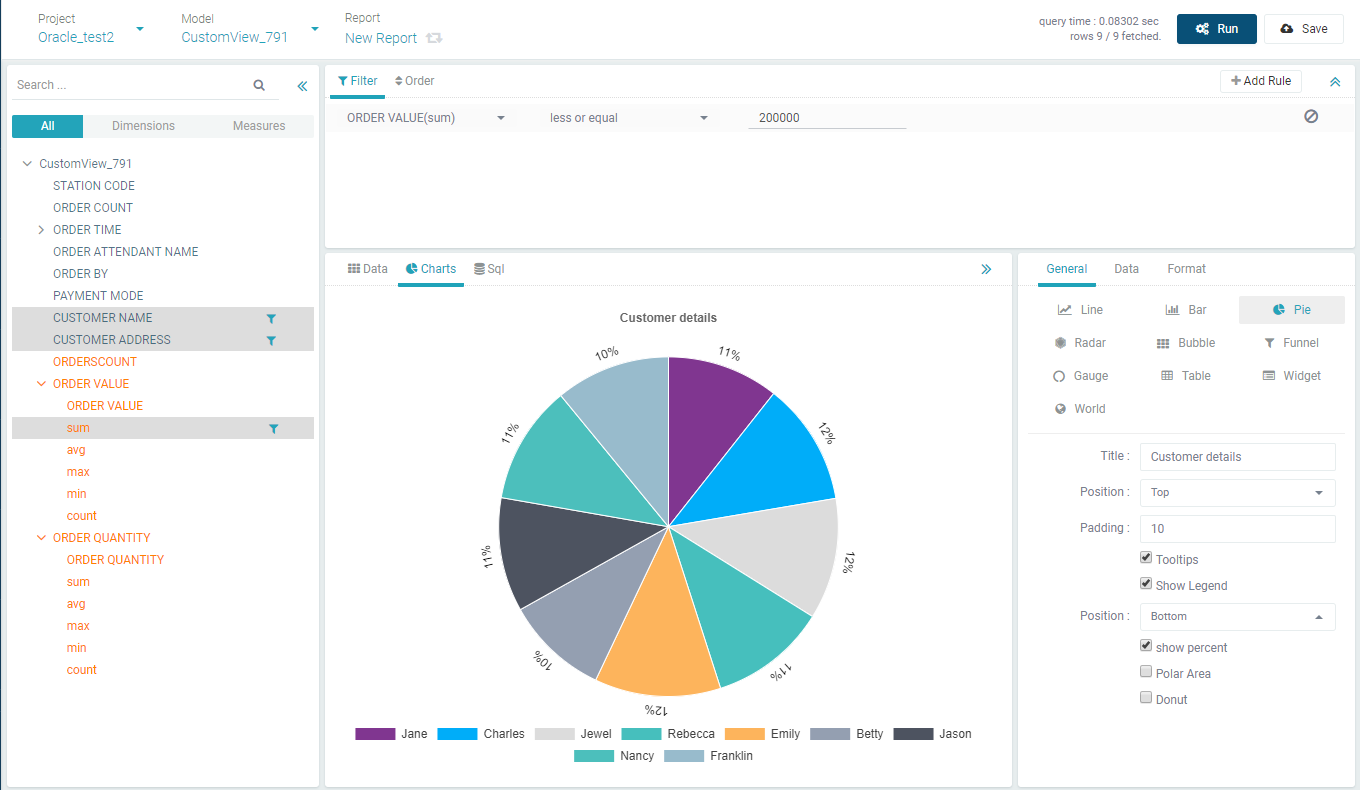 Project
Oracle_test2
Model
CustomView_791
Report
New Report
query time : 0.08302 sec
rows 9 / 9 fetched.
Run
Save
Search ...
All Dimensions Measures
CustomView_791
STATION CODE
ORDER COUNT
ORDER TIME
ORDER ATTENDANT NAME
ORDER BY
PAYMENT MODE
CUSTOMER NAME
CUSTOMER ADDRESS
ORDERSCOUNT
ORDER VALUE
ORDER VALUE
sum
avg
max
min
count
ORDER QUANTITY
ORDER QUANTITY
sum
avg
max
min
count
Filter Order
Add Rule
ORDER VALUE(sum) less or equal 200000
Data Charts Sql
Customer details
11%
12%
12%
11%
12%
10%
11%
11%
10%
Jane Charles Jewel Rebecca Emily Betty Jason
Nancy Franklin
General Data Format
Line Bar Pie
Radar Bubble Funnel
Gauge Table Widget
World
Title : Customer details
Position : Top
Padding : 10
Tooltips
Show Legend
Position : Bottom
show percent
Polar Area
Donut